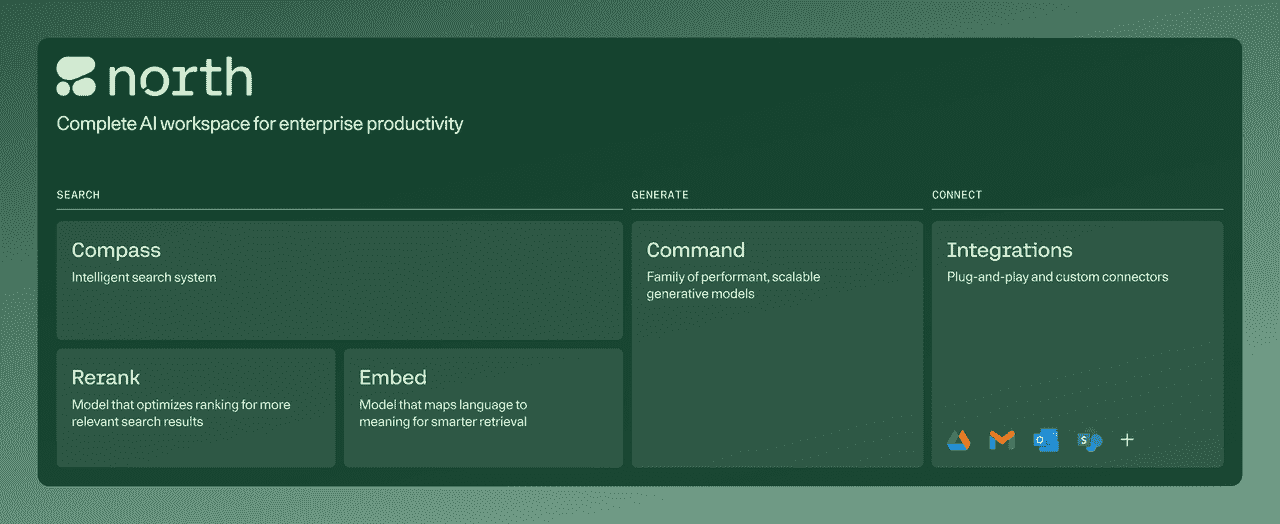 north
Complete AI workspace for enterprise productivity
SEARCH
Compass
Intelligent search system
Rerank
Model that optimizes ranking for more
relevant search results
Embed
Model that maps language to
meaning for smarter retrieval
GENERATE
Command
Family of performant, scalable
generative models
CONNECT
Integrations
Plug-and-play and custom connectors